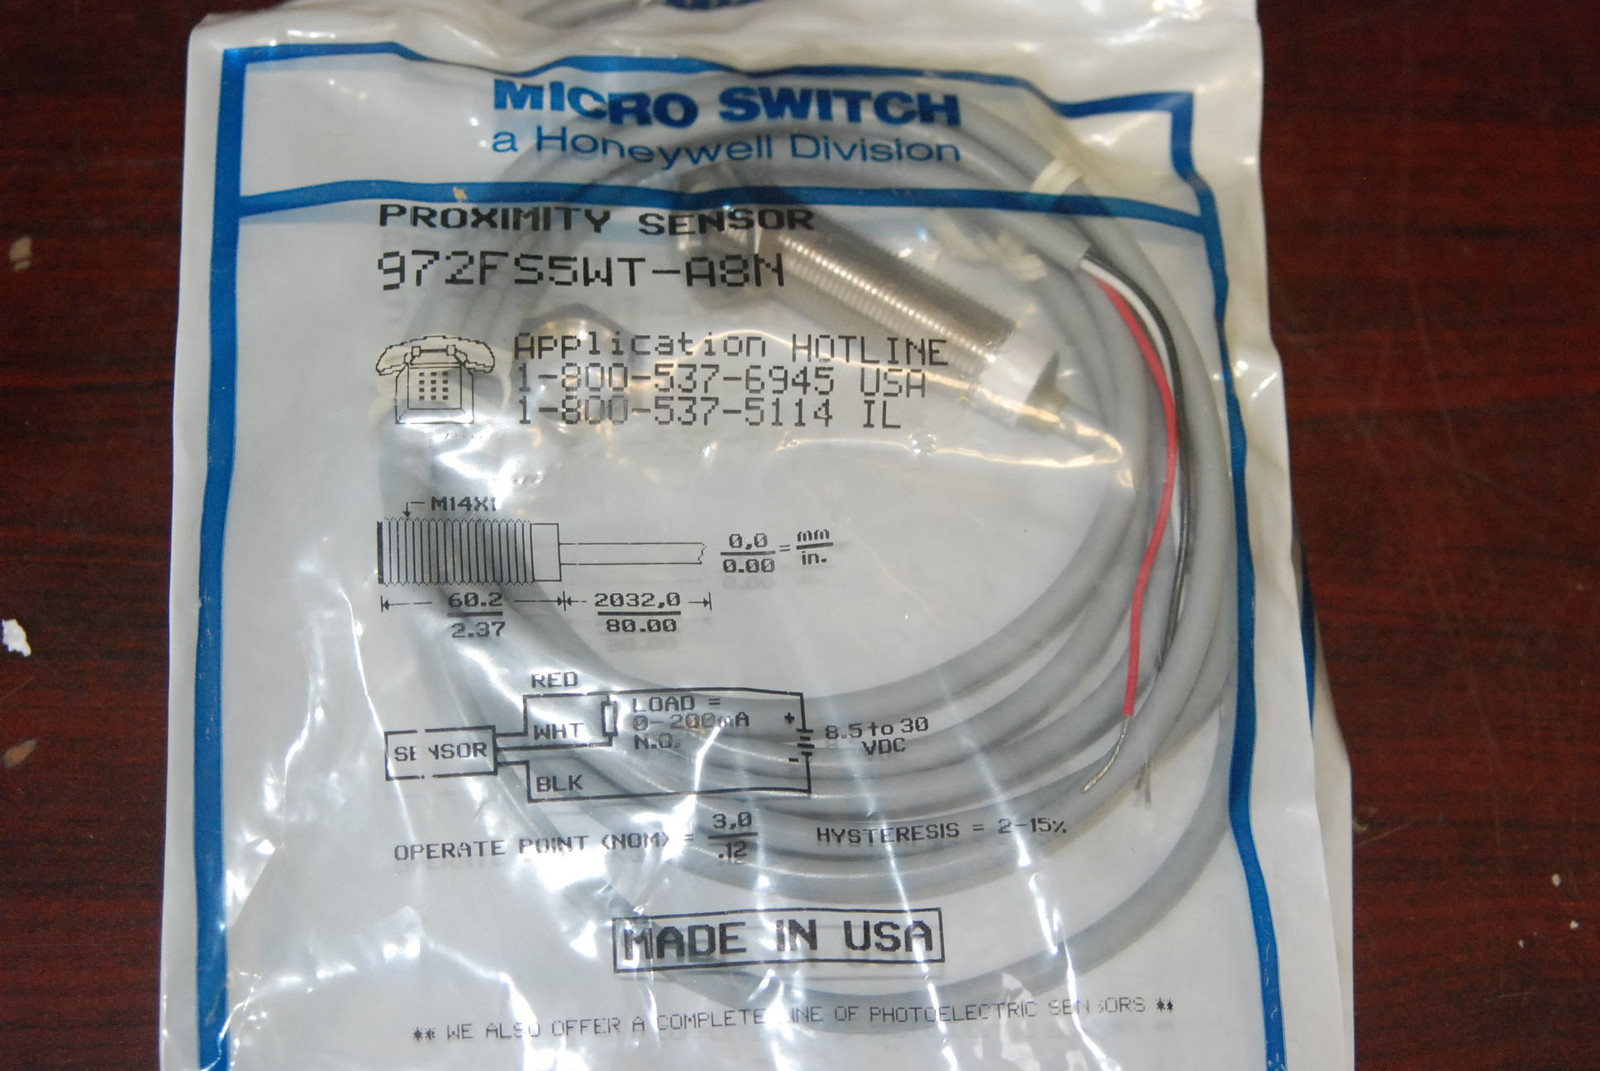 MICRO SWITCH
a Honeywell Division
PROXIMITY SENSOR
972FS5WT-A8N
Application HOTLINE
1-800-537-6945 USA
1-800-537-5114 IL
M14X1
0,0 = mm
0.00 in.
60.2 2032,0
2.37 80.00
RED
LOAD =
WHT 0-200mA + 8.5 to 30
SENSOR N.O. - VDC
BLK
OPERATE POINT (NOM) = 3,0 HYSTERESIS = 2-15%
.12
MADE IN USA
** WE ALSO OFFER A COMPLETE LINE OF PHOTOELECTRIC SENSORS **